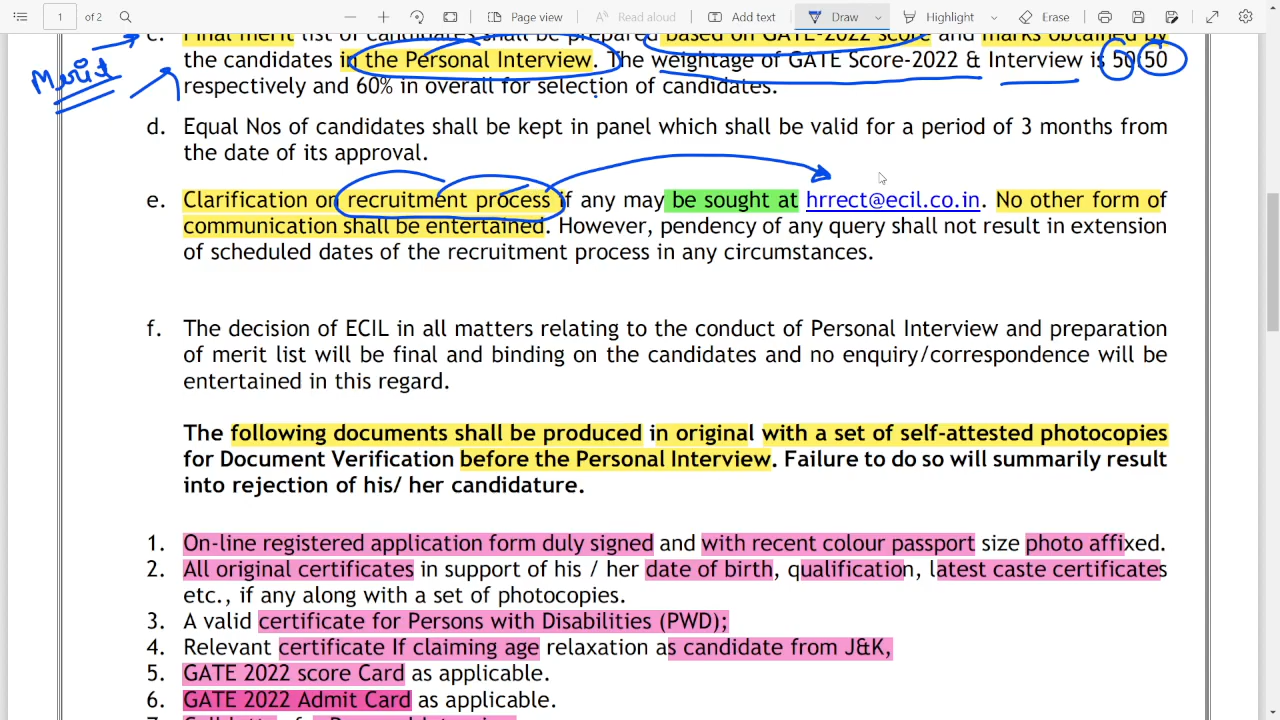 1 of 2 Page view Read aloud Add text Draw Highlight Erase
c. Final merit list of candidates shall be prepared based on GATE-2022 score and marks obtained by
the candidates in the Personal Interview. The weightage of GATE Score-2022 & Interview is 50:50
Merit
respectively and 60% in overall for selection of candidates.
d. Equal Nos of candidates shall be kept in panel which shall be valid for a period of 3 months from
the date of its approval.
e. Clarification on recruitment process if any may be sought at hrrect@ecil.co.in. No other form of
communication shall be entertained. However, pendency of any query shall not result in extension
of scheduled dates of the recruitment process in any circumstances.
f. The decision of ECIL in all matters relating to the conduct of Personal Interview and preparation
of merit list will be final and binding on the candidates and no enquiry/correspondence will be
entertained in this regard.
The following documents shall be produced in original with a set of self-attested photocopies
for Document Verification before the Personal Interview. Failure to do so will summarily result
into rejection of his/ her candidature.
1. On-line registered application form duly signed and with recent colour passport size photo affixed.
2. All original certificates in support of his / her date of birth, qualification, latest caste certificates
etc., if any along with a set of photocopies.
3. A valid certificate for Persons with Disabilities (PWD);
4. Relevant certificate If claiming age relaxation as candidate from J&K,
5. GATE 2022 score Card as applicable.
6. GATE 2022 Admit Card as applicable.